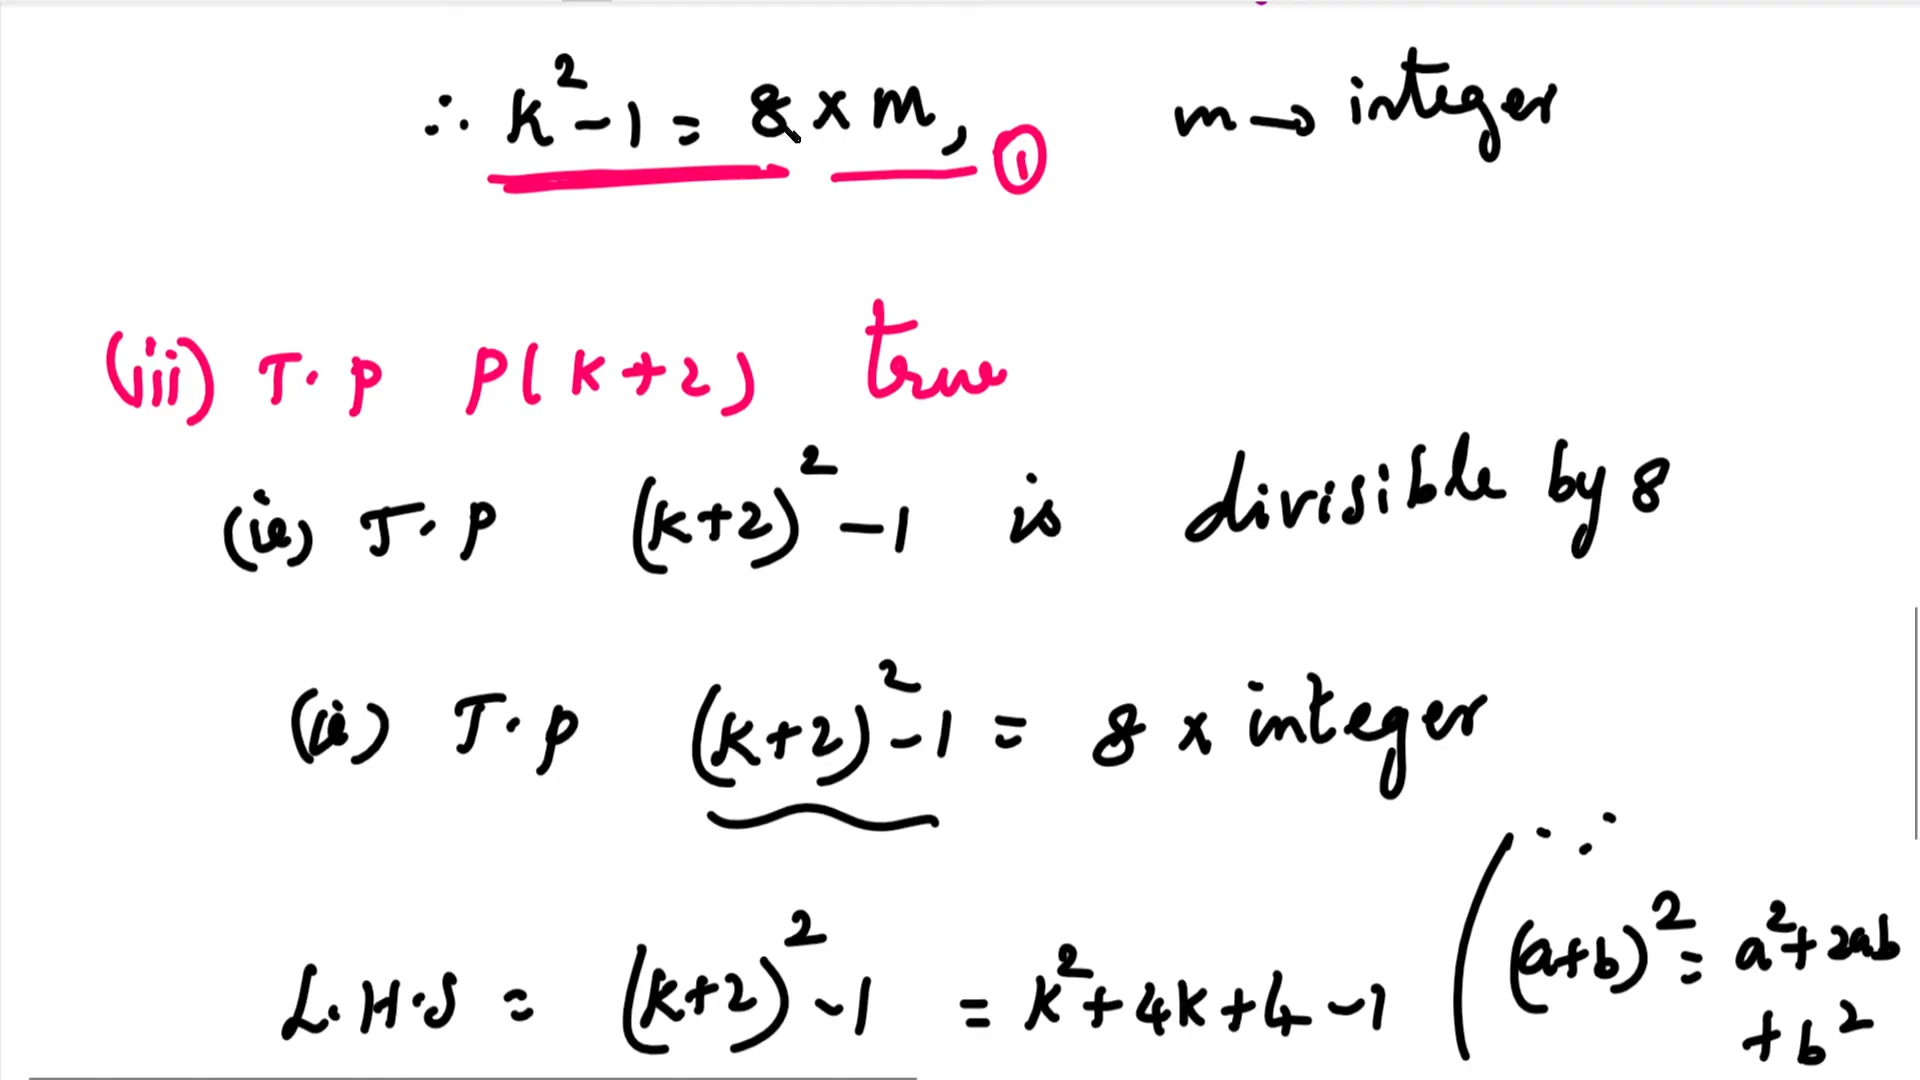 ∴ k²-1 = 8 × m, ① m → integer
(iii) T.P P(k+2) true
(ie) T.P (k+2)² - 1 is divisible by 8
(ie) T.P (k+2)² - 1 = 8 × integer
L.H.S = (k+2)² - 1 = k² + 4k + 4 - 1 ( ∵ (a+b)² = a² + 2ab
+ b²